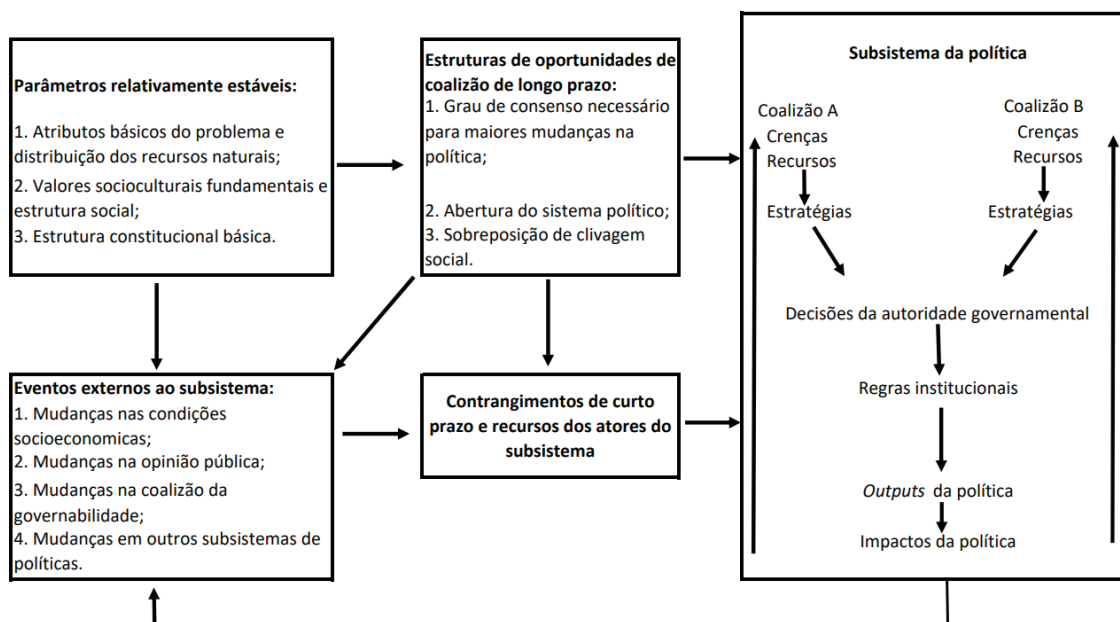 Parâmetros relativamente estáveis:
1. Atributos básicos do problema e
distribuição dos recursos naturais;
2. Valores socioculturais fundamentais e
estrutura social;
3. Estrutura constitucional básica.
Estruturas de oportunidades de
coalizão de longo prazo:
1. Grau de consenso necessário
para maiores mudanças na
política;
2. Abertura do sistema político;
3. Sobreposição de clivagem
social.
Eventos externos ao subsistema:
1. Mudanças nas condições
socioeconomicas;
2. Mudanças na opinião pública;
3. Mudanças na coalizão da
governabilidade;
4. Mudanças em outros subsistemas de
políticas.
Contrangimentos de curto
prazo e recursos dos atores do
subsistema
Subsistema da política
Coalizão A
Crenças
Recursos
Estratégias
Coalizão B
Crenças
Recursos
Estratégias
Decisões da autoridade governamental
Regras institucionais
Outputs da política
Impactos da política